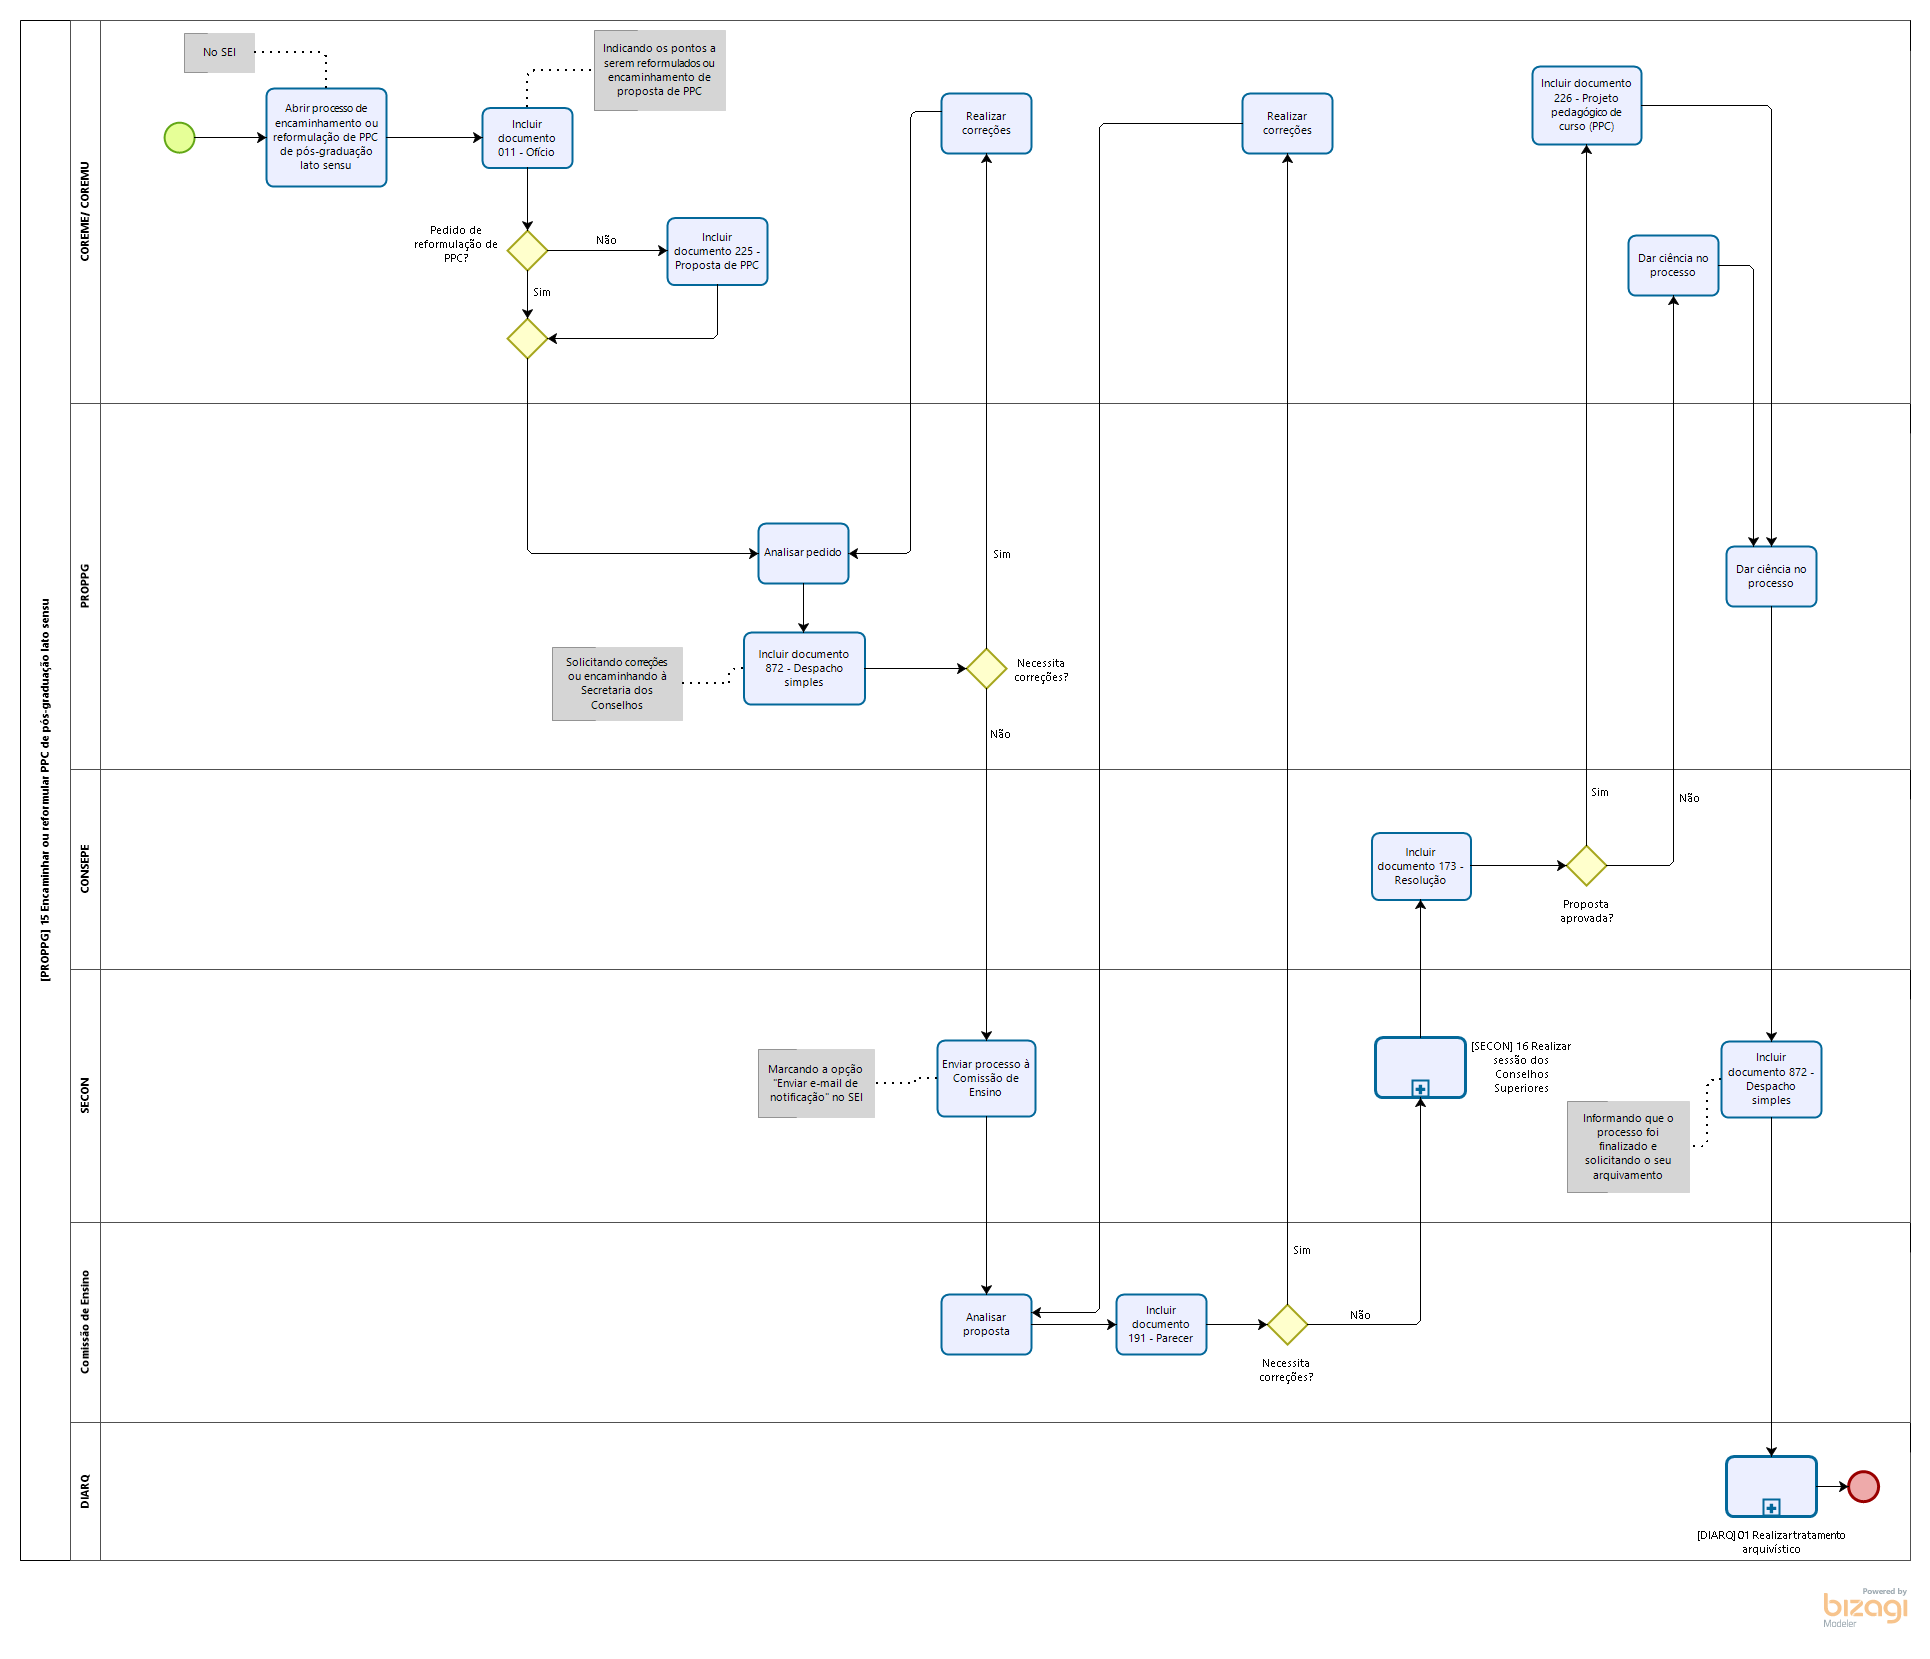 [PROPPG] 15 Encaminhar ou reformular PPC de pós-graduação lato sensu
COREME/ COREMU
No SEI
Abrir processo de
encaminhamento ou
reformulação de PPC
de pós-graduação
lato sensu
Indicando os pontos a
serem reformulados ou
encaminhamento de
proposta de PPC
Incluir
documento
011 - Ofício
Pedido de
reformulação de
PPC?
Não
Sim
Incluir
documento 225 -
Proposta de PPC
Realizar
correções
Realizar
correções
Incluir documento
226 - Projeto
pedagógico de
curso (PPC)
Dar ciência no
processo
PROPPG
Analisar pedido
Solicitando correções
ou encaminhando à
Secretaria dos
Conselhos
Incluir documento
872 - Despacho
simples
Sim
Necessita
correções?
Não
Dar ciência no
processo
CONSEPE
Incluir
documento 173 -
Resolução
Sim
Não
Proposta
aprovada?
SECON
Marcando a opção
"Enviar e-mail de
notificação" no SEI
Enviar processo à
Comissão de
Ensino
[SECON] 16 Realizar
sessão dos
Conselhos
Superiores
Informando que o
processo foi
finalizado e
solicitando o seu
arquivamento
Incluir
documento 872 -
Despacho
simples
Comissão de Ensino
Analisar
proposta
Incluir
documento
191 - Parecer
Sim
Não
Necessita
correções?
DIARQ
[DIARQ] 01 Realizar tratamento
arquivístico
Powered by
bizagi
Modeler